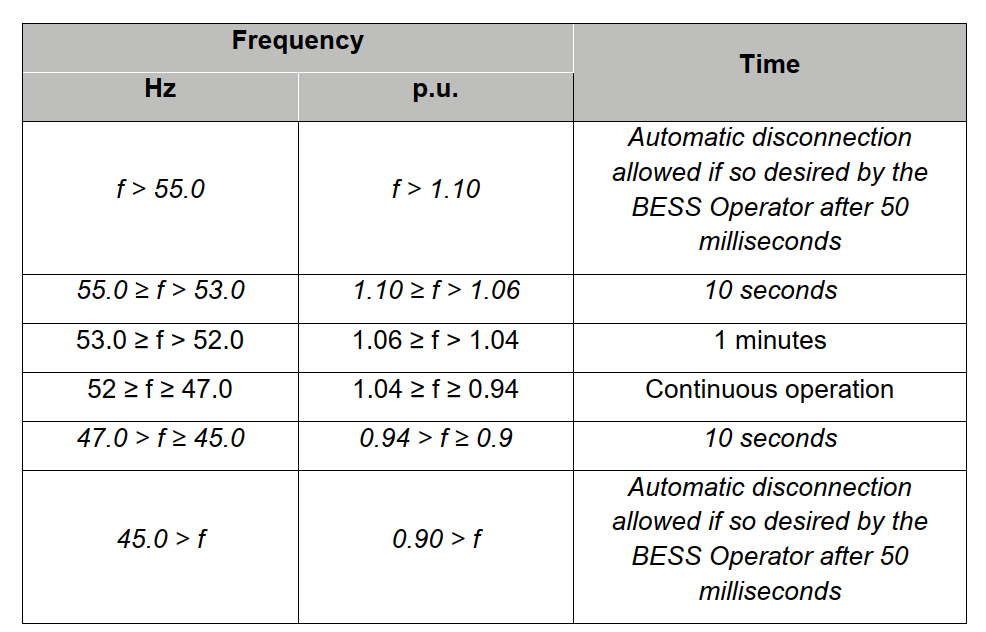 Frequency
Time
Hz
p.u.
f > 55.0
f > 1.10
Automatic disconnection
allowed if so desired by the
BESS Operator after 50
milliseconds
55.0 ≥ f > 53.0
1.10 ≥ f > 1.06
10 seconds
53.0 ≥ f > 52.0
1.06 ≥ f > 1.04
1 minutes
52 ≥ f ≥ 47.0
1.04 ≥ f ≥ 0.94
Continuous operation
47.0 > f ≥ 45.0
0.94 > f ≥ 0.9
10 seconds
45.0 > f
0.90 > f
Automatic disconnection
allowed if so desired by the
BESS Operator after 50
milliseconds